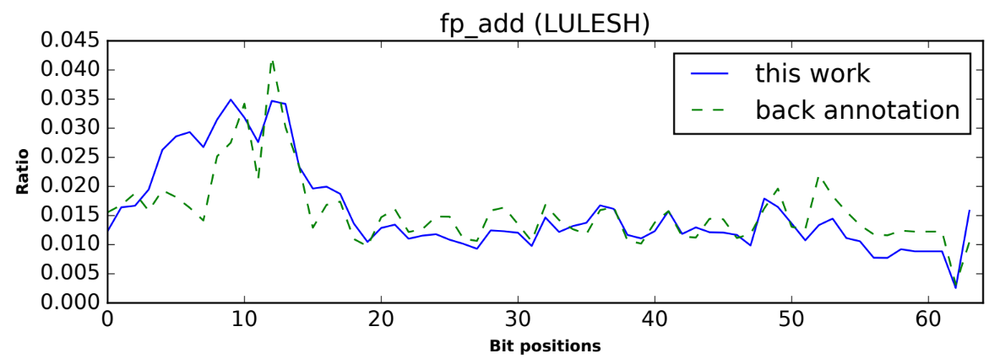 fp_add (LULESH)
0.045
0.040
0.035
0.030
0.025
0.020
0.015
0.010
0.005
0.000
Ratio
this work
back annotation
0 10 20 30 40 50 60
Bit positions